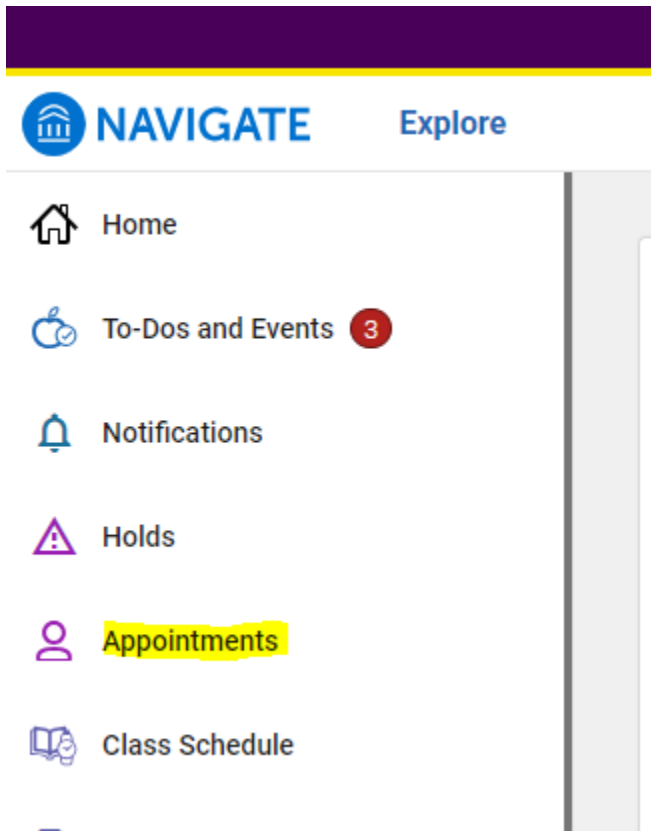 NAVIGATE Explore
Home
To-Dos and Events 3
Notifications
Holds
Appointments
Class Schedule